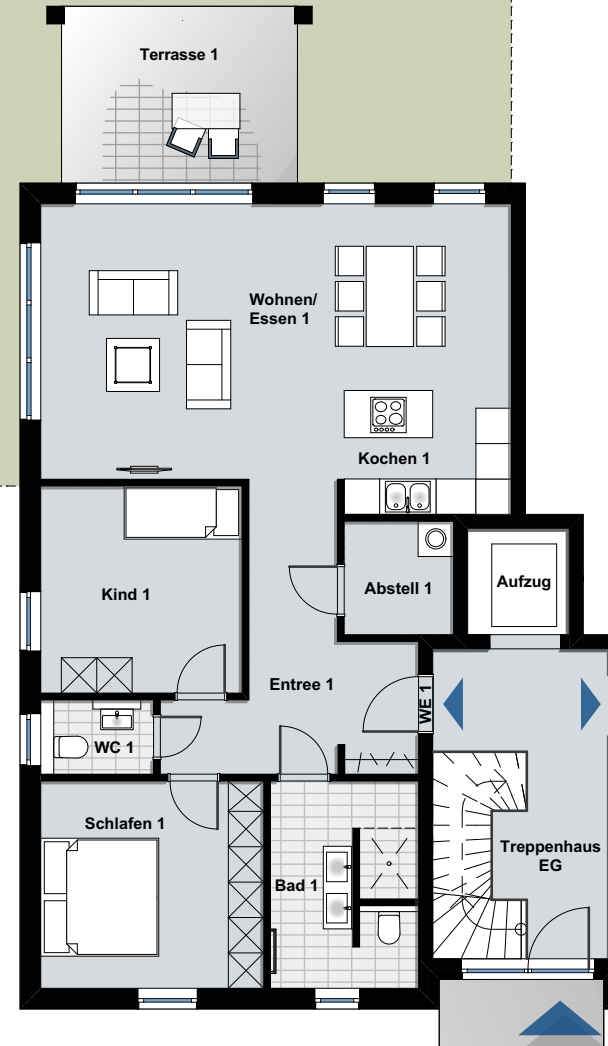 Terrasse 1
Wohnen/
Essen 1
Kochen 1
Kind 1
Abstell 1
Aufzug
Entree 1
WE 1
WC 1
Schlafen 1
Treppenhaus
EG
Bad 1